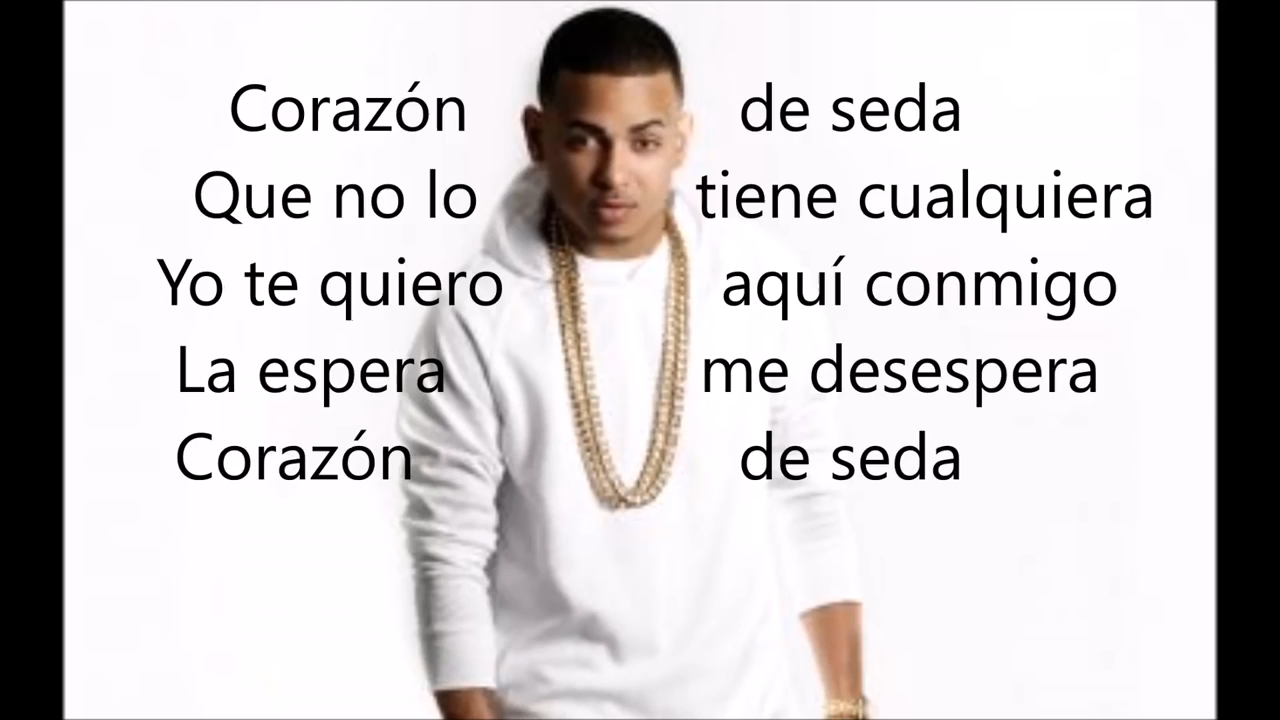 Corazón de seda
Que no lo tiene cualquiera
Yo te quiero aquí conmigo
La espera me desespera
Corazón de seda